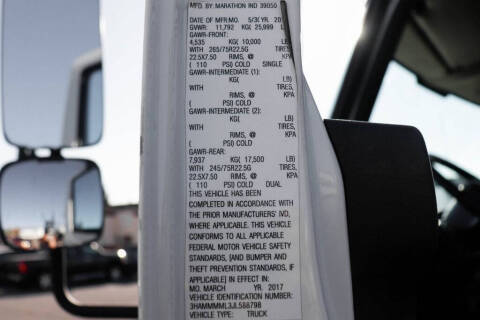 MFG. BY: MARATHON IND 39050
DATE OF MFR:MO. 5/3( YR. 20
GVWR: 11,792 KG( 25,999 L
GAWR-FRONT:
4,535 KG( 10,000 LB
WITH 265/75R22.5G TIRES,
22.5X7.50 RIMS, @ KPA
( 110 PSI) COLD SINGLE
GAWR-INTERMEDIATE (1):
KG( LB)
WITH TIRES,
RIMS, @ KPA
( PSI) COLD
GAWR-INTERMEDIATE (2):
KG( LB)
WITH TIRES,
RIMS, @ KPA
( PSI) COLD
GAWR-REAR:
7,937 KG( 17,500 LB)
WITH 245/75R22.5G TIRES,
22.5X7.50 RIMS, @ KPA
( 110 PSI) COLD DUAL
THIS VEHICLE HAS BEEN
COMPLETED IN ACCORDANCE WITH
THE PRIOR MANUFACTURERS' IVD,
WHERE APPLICABLE. THIS VEHICLE
CONFORMS TO ALL APPLICABLE
FEDERAL MOTOR VEHICLE SAFETY
STANDARDS, [AND BUMPER AND
THEFT PREVENTION STANDARDS, IF
APPLICABLE] IN EFFECT IN:
MO. MARCH YR. 2017
VEHICLE IDENTIFICATION NUMBER:
3HAMMMML3JL588798
VEHICLE TYPE: TRUCK